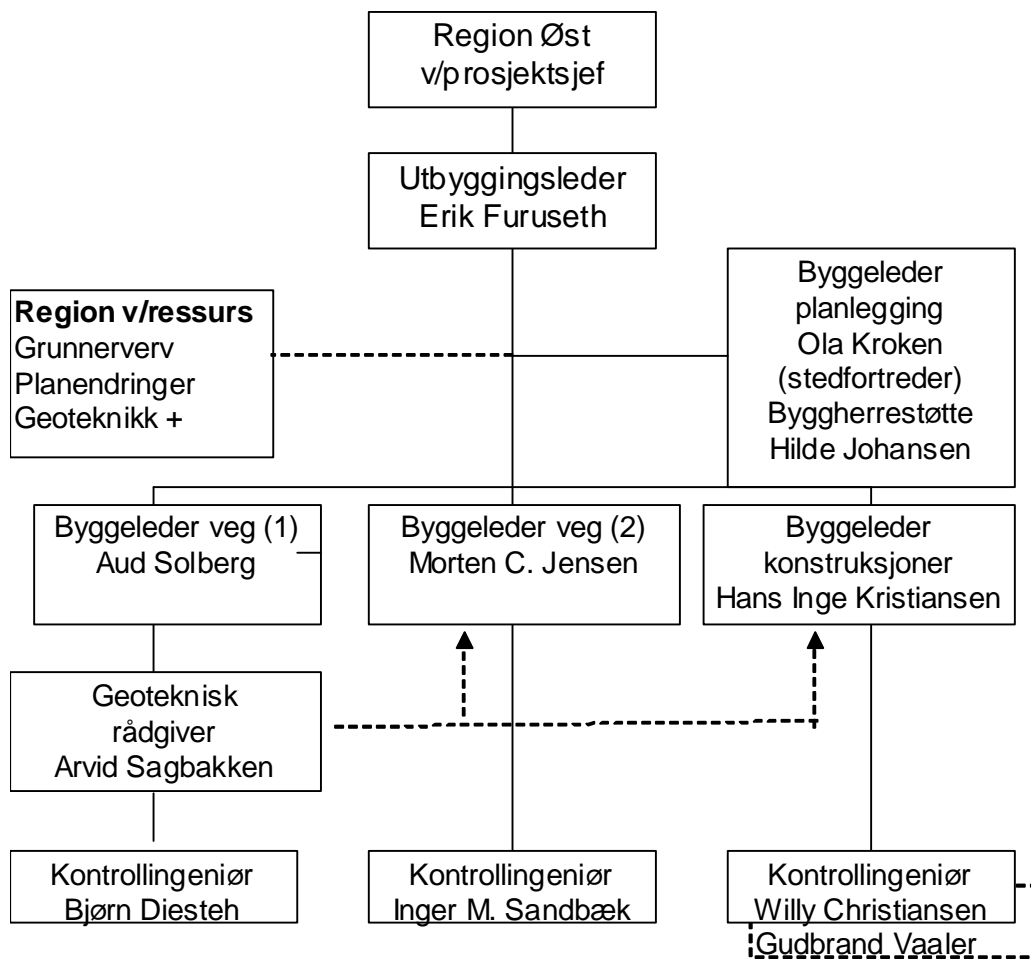 Region Øst
v/prosjektsjef
Utbyggingsleder
Erik Furuseth
Region v/ressurs
Grunnerverv
Planendringer
Geoteknikk +
Byggeleder
planlegging
Ola Kroken
(stedfortreder)
Byggherrestøtte
Hilde Johansen
Byggeleder veg (1)
Aud Solberg
Byggeleder veg (2)
Morten C. Jensen
Byggeleder
konstruksjoner
Hans Inge Kristiansen
Geoteknisk
rådgiver
Arvid Sagbakken
Kontrollingeniør
Bjørn Diesteh
Kontrollingeniør
Inger M. Sandbæk
Kontrollingeniør
Willy Christiansen
Gudbrand Vaaler